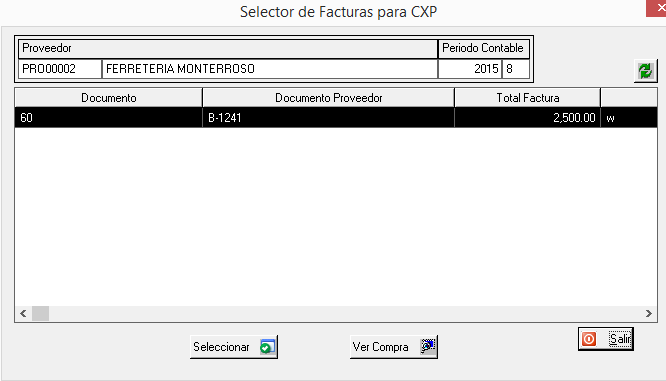 Selector de Facturas para CXP
Proveedor Periodo Contable
PRO00002 FERRETERIA MONTERROSO 2015 8
Documento Documento Proveedor Total Factura
60 B-1241 2,500.00 w
Seleccionar Ver Compra Salir